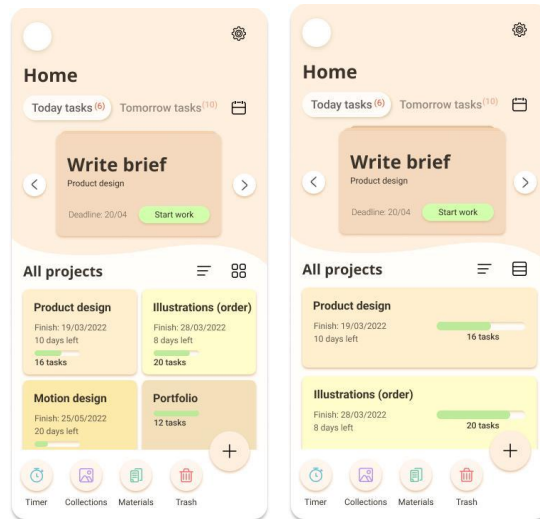 Home
Today tasks (6) Tomorrow tasks (10)
Write brief
Product design
Deadline: 20/04 Start work
All projects
Product design
Finish: 19/03/2022
10 days left
16 tasks
Illustrations (order)
Finish: 28/03/2022
8 days left
20 tasks
Motion design
Finish: 25/05/2022
20 days left
Portfolio
12 tasks
Timer Collections Materials Trash
Home
Today tasks (6) Tomorrow tasks (10)
Write brief
Product design
Deadline: 20/04 Start work
All projects
Product design
Finish: 19/03/2022
10 days left
16 tasks
Illustrations (order)
Finish: 28/03/2022
8 days left
20 tasks
Timer Collections Materials Trash